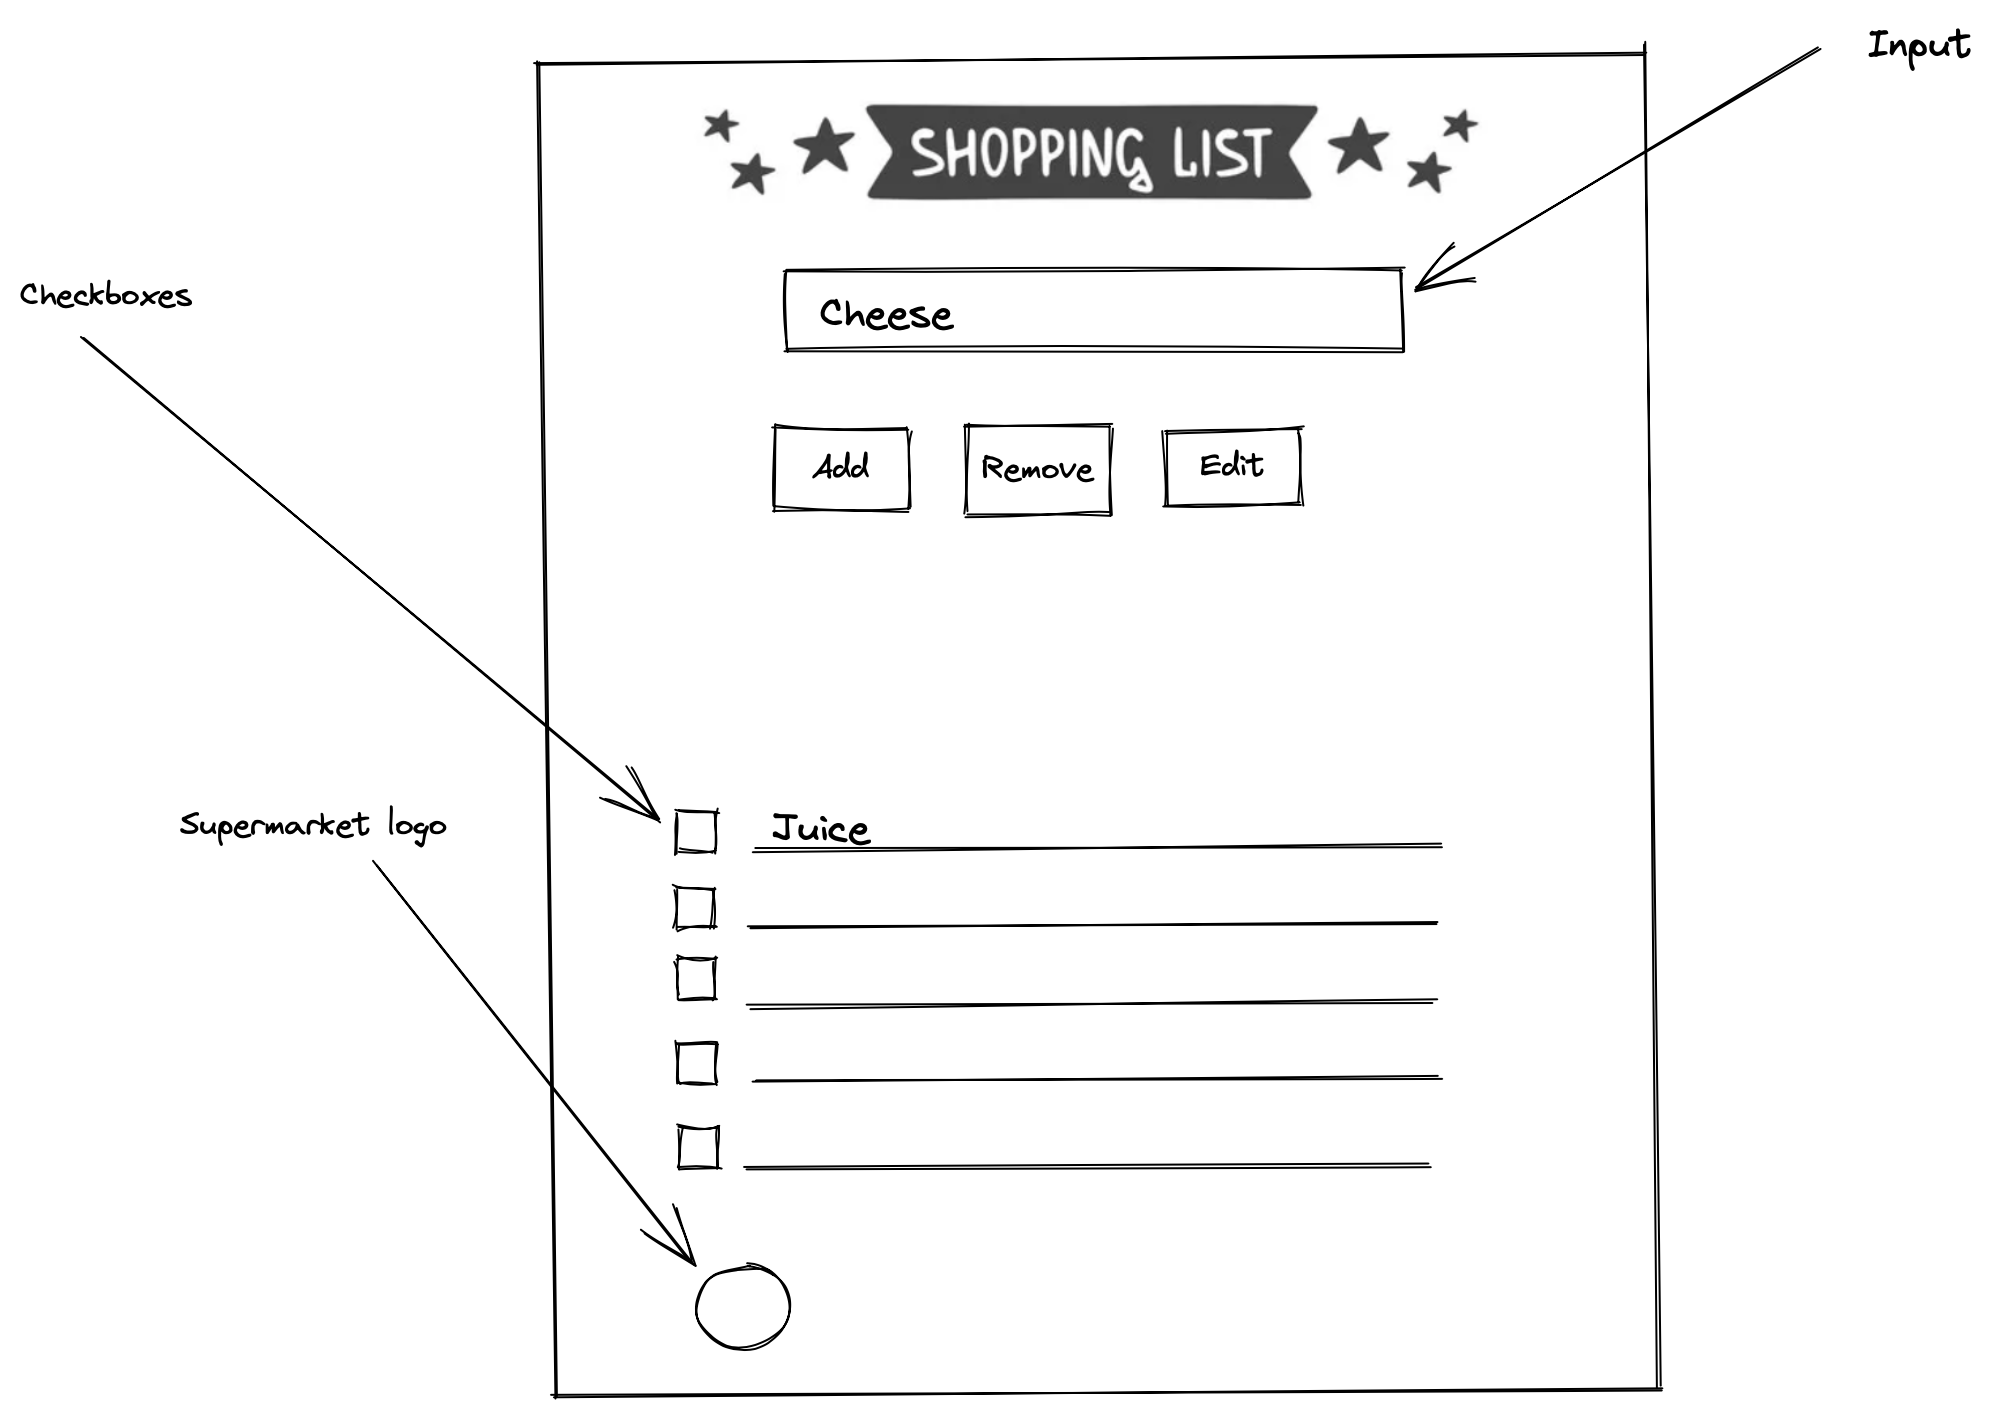 Input
SHOPPING LIST
Checkboxes
Cheese
Add
Remove
Edit
Supermarket logo
Juice